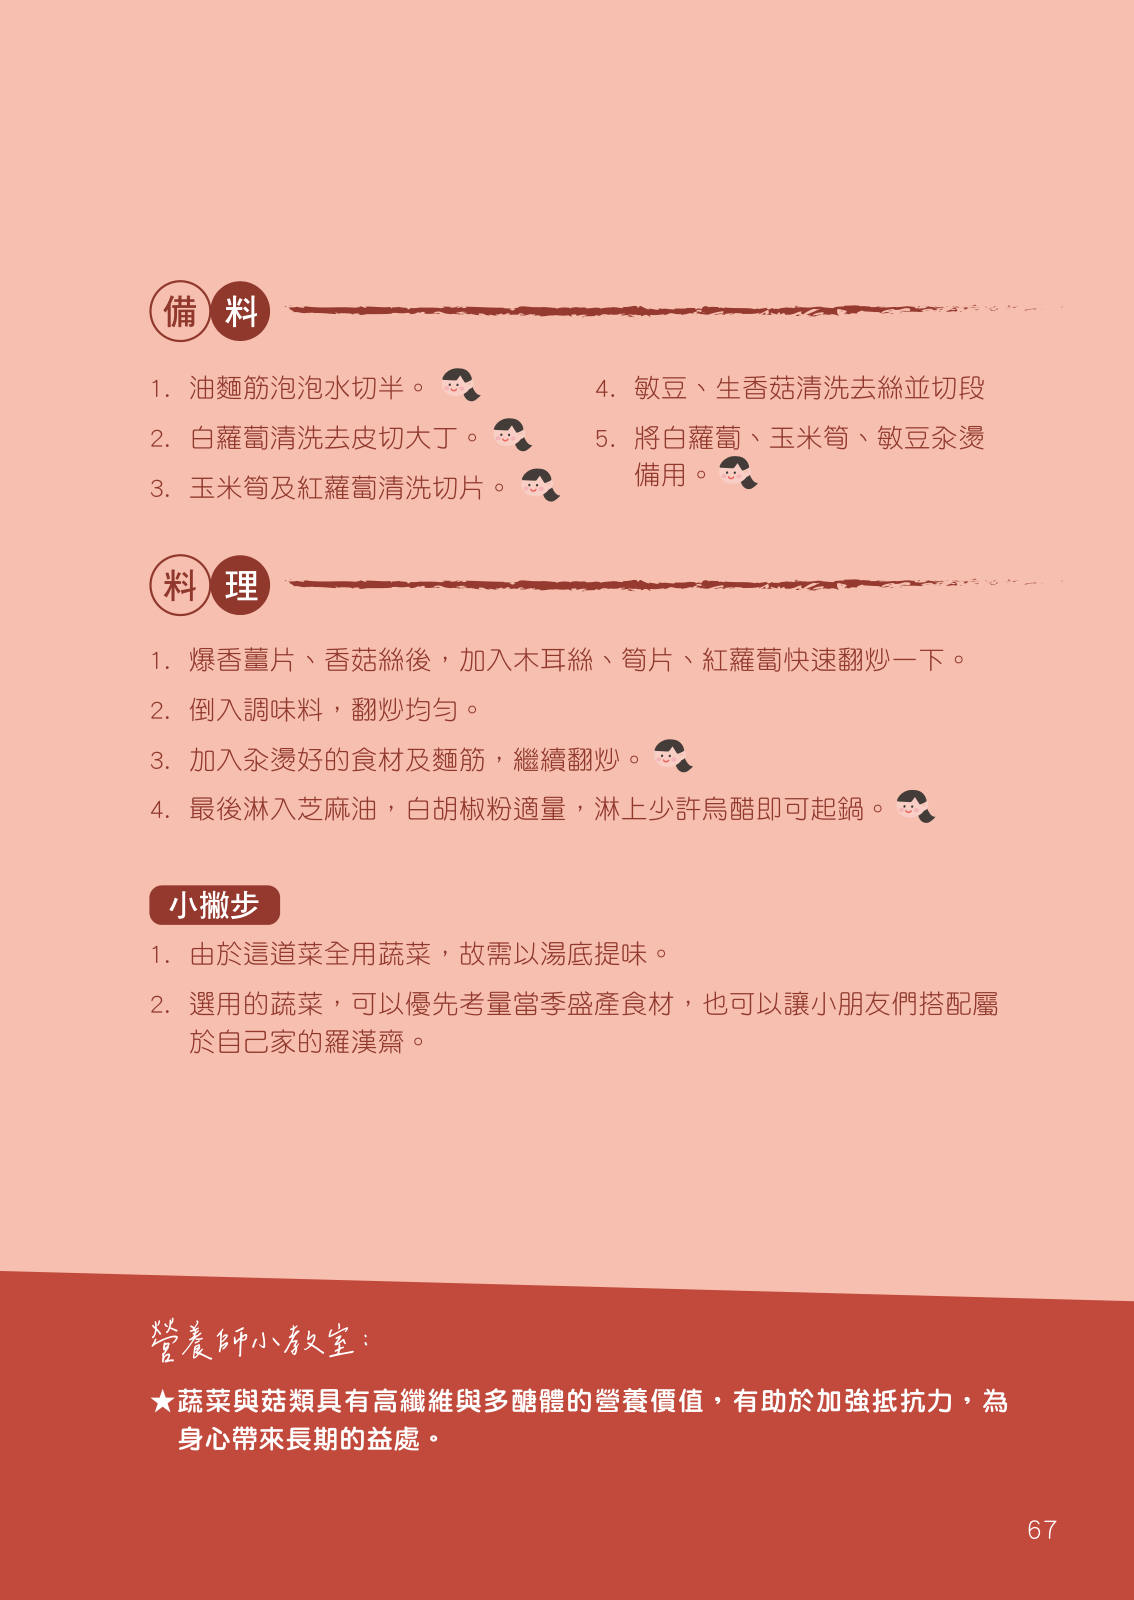 備料
1. 油麵筋泡泡水切半。
2. 白蘿蔔清洗去皮切大丁。
3. 玉米筍及紅蘿蔔清洗切片。
4. 敏豆、生香菇清洗去絲並切段
5. 將白蘿蔔、玉米筍、敏豆汆燙
備用。
料理
1. 爆香薑片、香菇絲後，加入木耳絲、筍片、紅蘿蔔快速翻炒一下。
2. 倒入調味料，翻炒均勻。
3. 加入汆燙好的食材及麵筋，繼續翻炒。
4. 最後淋入芝麻油，白胡椒粉適量，淋上少許烏醋即可起鍋。
小撇步
1. 由於這道菜全用蔬菜，故需以湯底提味。
2. 選用的蔬菜，可以優先考量當季盛產食材，也可以讓小朋友們搭配屬
於自己家的羅漢齋。
營養師小教室：
★蔬菜與菇類具有高纖維與多醣體的營養價值，有助於加強抵抗力，為
身心帶來長期的益處。
67